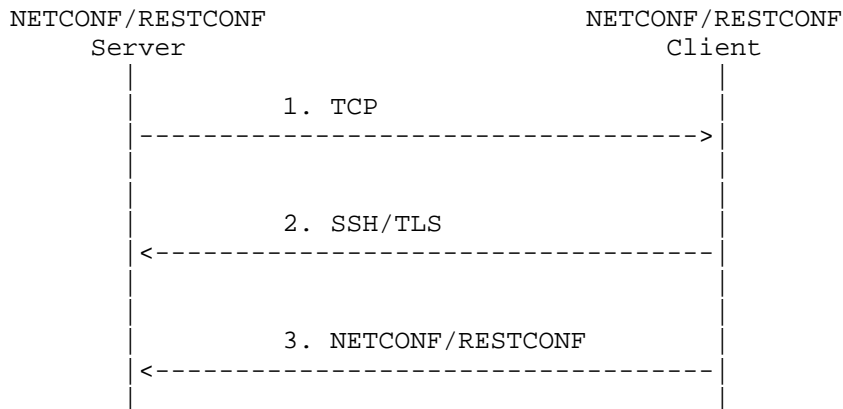 NETCONF/RESTCONF NETCONF/RESTCONF
Server Client
1. TCP
2. SSH/TLS
3. NETCONF/RESTCONF